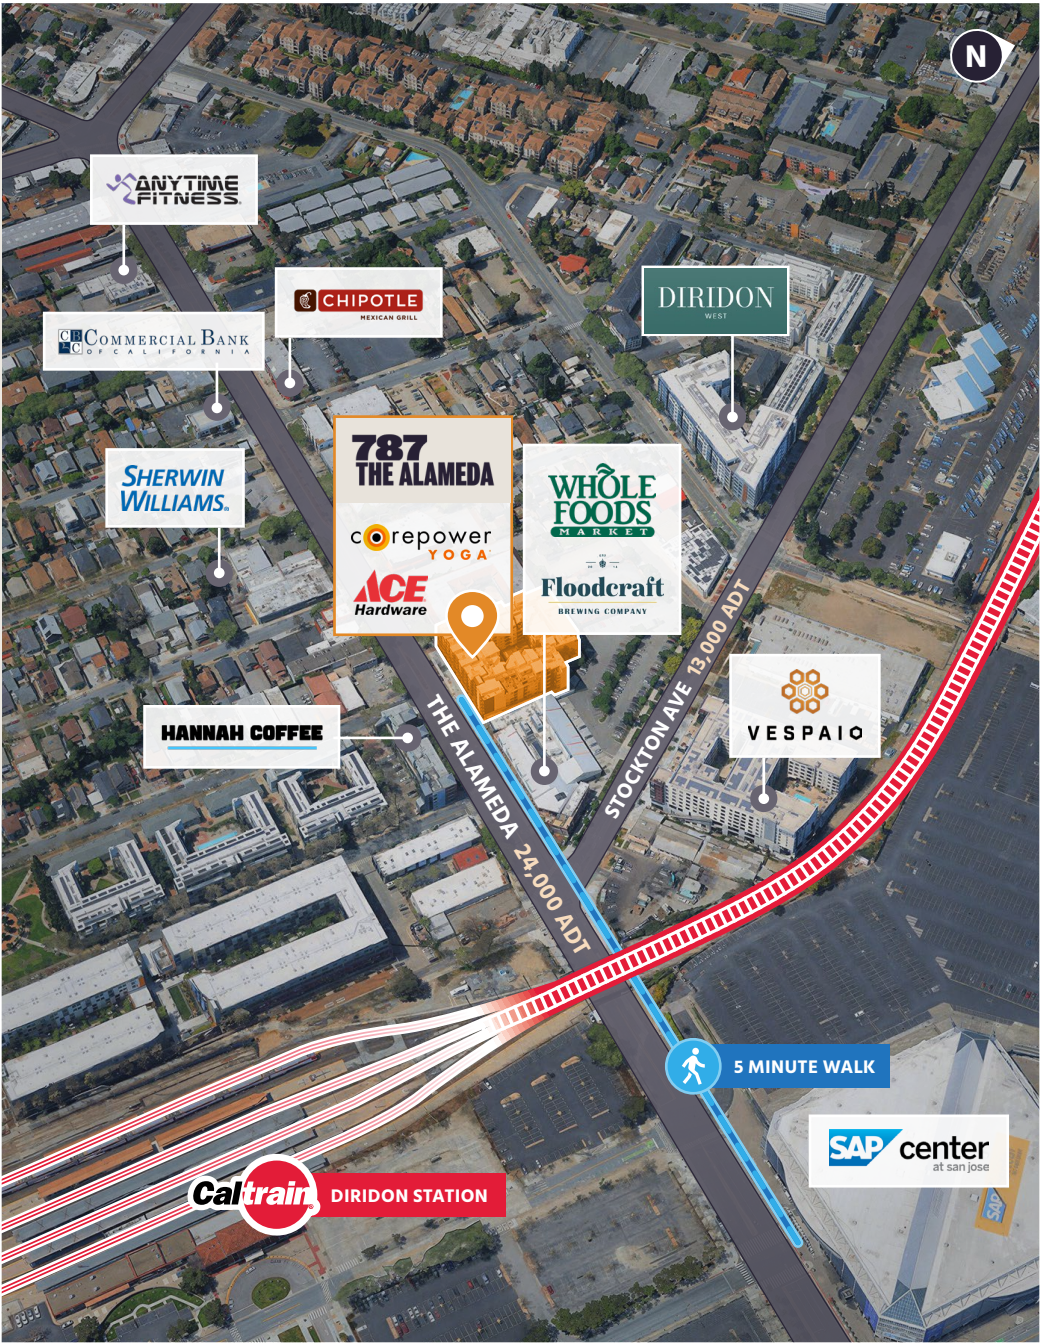 N
ANYTIME
FITNESS
CHIPOTLE
MEXICAN GRILL
DIRIDON
WEST
CBLC COMMERCIAL BANK
OF CALIFORNIA
787
THE ALAMEDA
corepower
YOGA
ACE
Hardware
WHOLE
FOODS
MARKET
Floodcraft
BREWING COMPANY
SHERWIN
WILLIAMS.
STOCKTON AVE 13,000 ADT
VESPAIO
HANNAH COFFEE
THE ALAMEDA 24,000 ADT
5 MINUTE WALK
SAP center
at san jose
SAP
Caltrain DIRIDON STATION